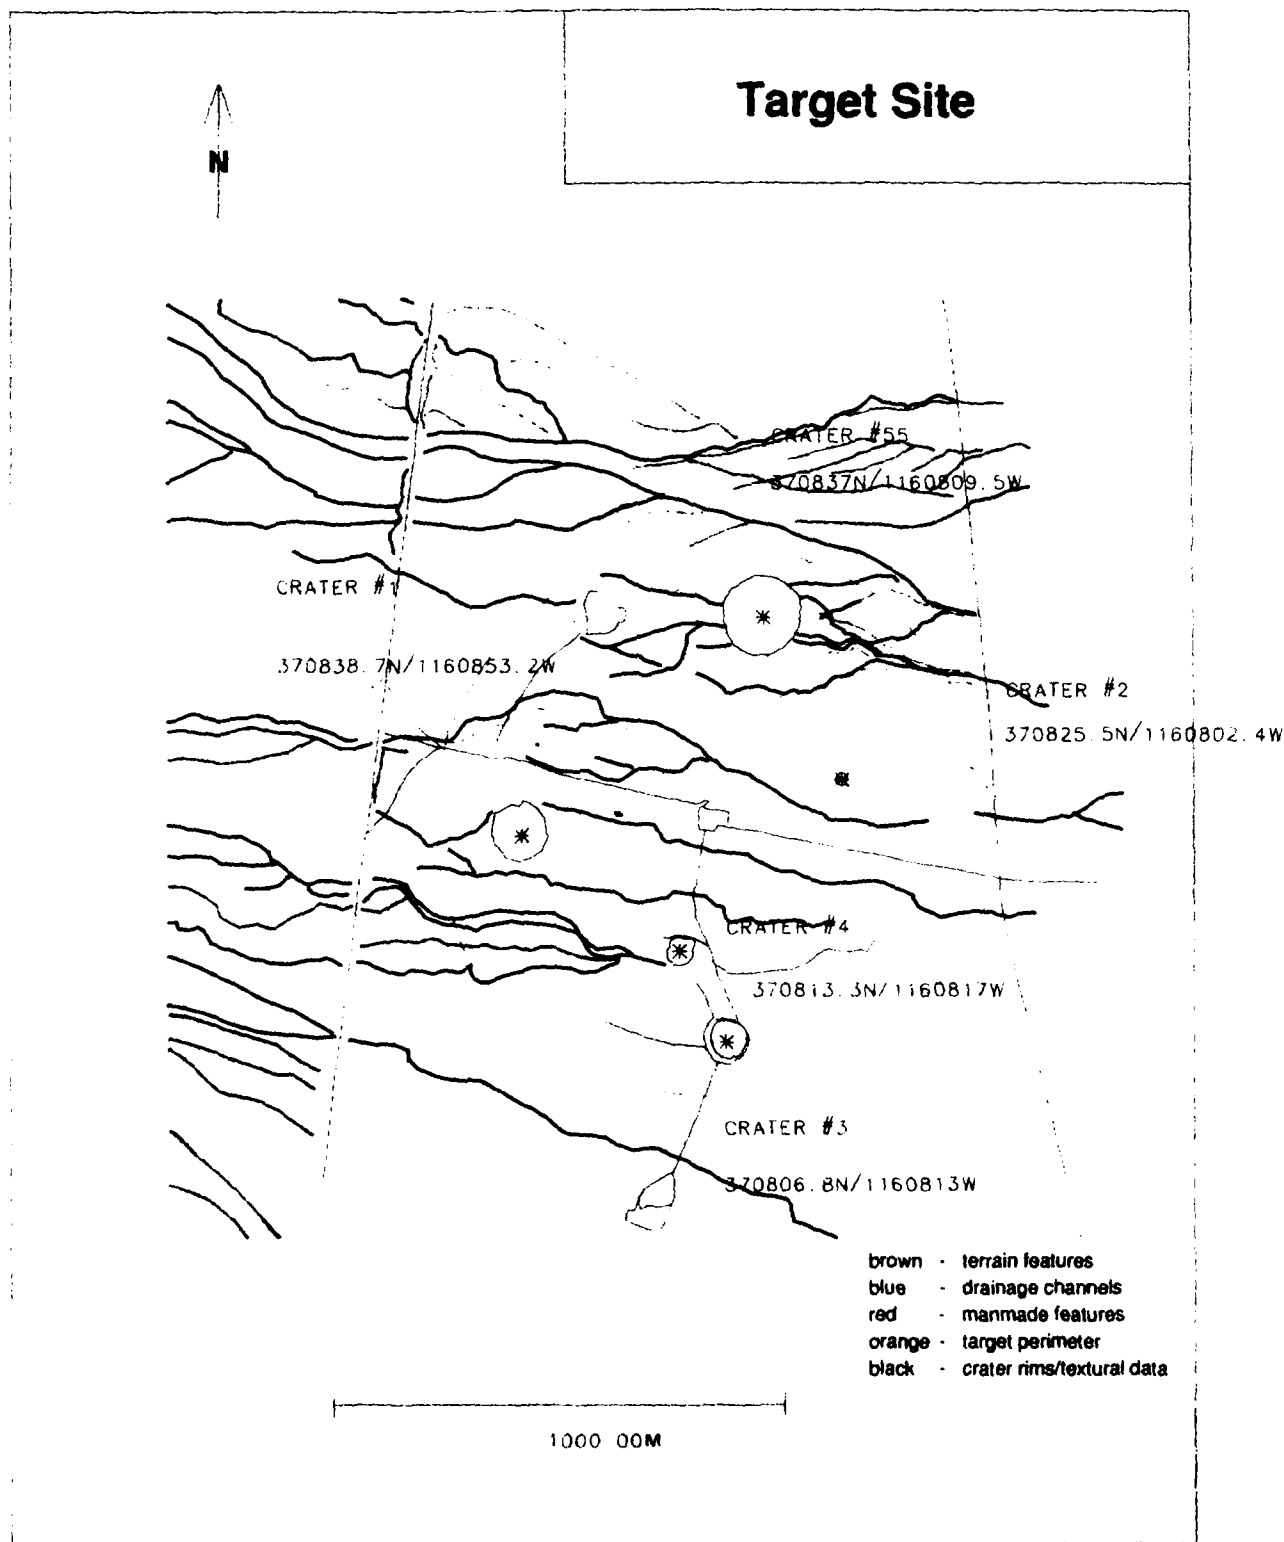 Target Site
N
CRATER #55
370837N/1160809.5W
CRATER #1
370838.7N/1160853.2W
CRATER #2
370825.5N/1160802.4W
CRATER #4
370813.3N/1160817W
CRATER #3
370806.8N/1160813W
brown - terrain features
blue - drainage channels
red - manmade features
orange - target perimeter
black - crater rims/textural data
1000 00M